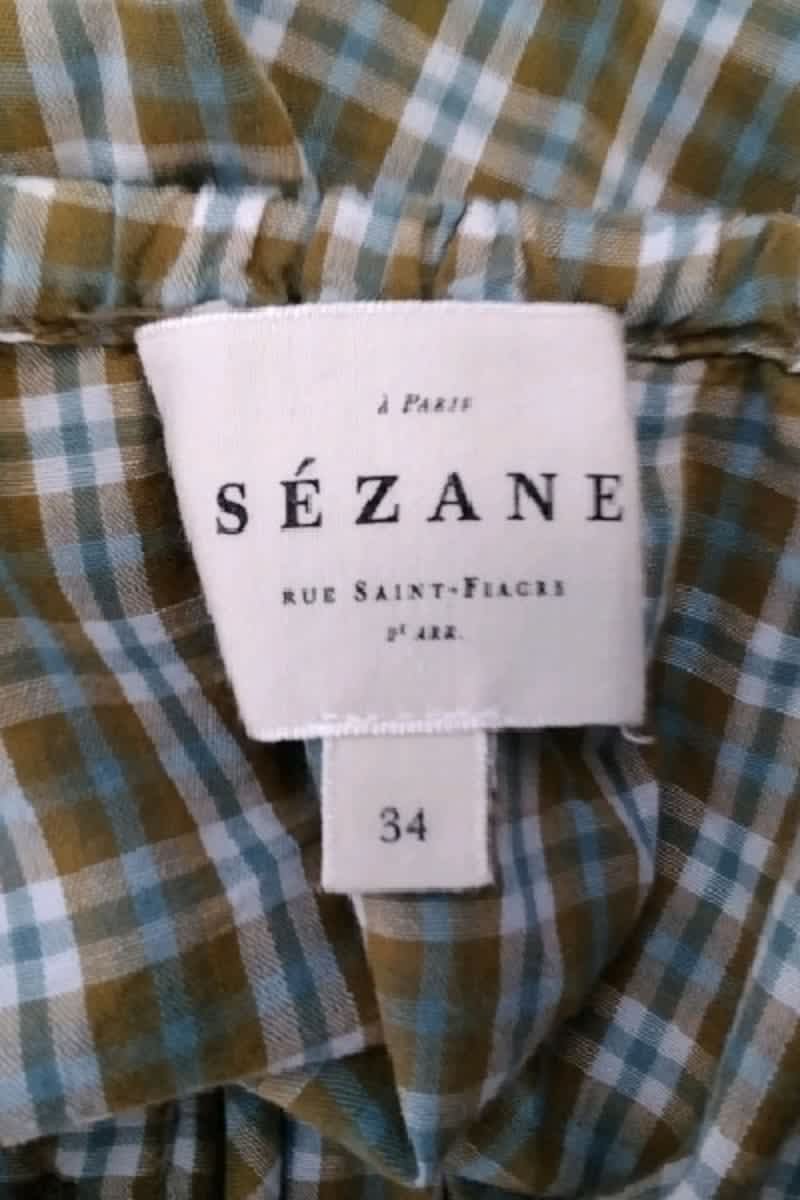 à PARIS
SÉZANE
RUE SAINT-FIACRE
2E ARR.
34